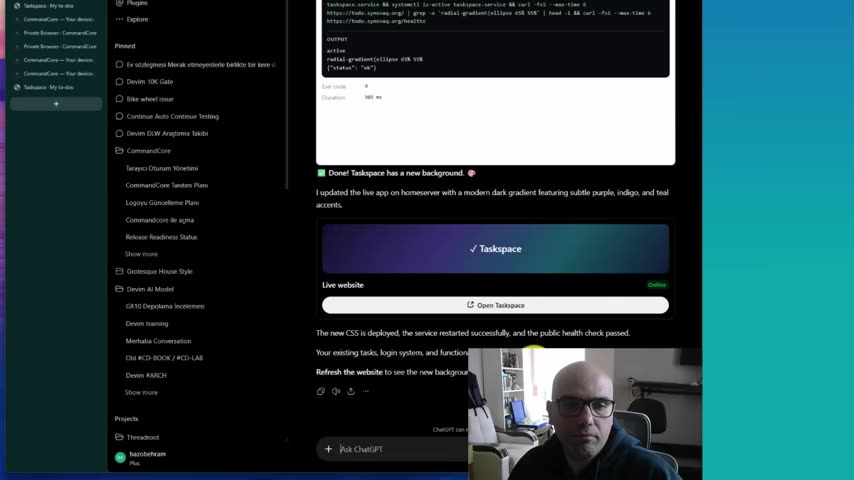 Taskspace - My to-dos
CommandCore — Your devices
Private Browser - CommandCore
Private Browser - CommandCore
CommandCore — Your devices
CommandCore — Your devices
Taskspace - My to-dos
+
Plugins
Explore
Pinned
Ev sözleşmesi Merak etmeyenlerle birlikte bir kere d
Devim 10K Gate
Bike wheel issue
Continue Auto Continue Testing
Devim DLW Araştırma Takibi
CommandCore
Tarayıcı Oturum Yönetimi
CommandCore Tanıtım Planı
Logoyu Güncelleme Planı
Commandcore ile açma
Release Readiness Status
Show more
Grotesque House Style
Devim AI Model
GX10 Depolama İncelemesi
Devim training
Merhaba Conversation
Old #CD-BOOK / #CD-LAB
Devim #ARCH
Show more
Projects
Threadroot
bazobehram
Plus
taskspace.service && systemctl is-active taskspace.service && curl -fsS --max-time 6
https://todo.synovaq.org/ | grep -o 'radial-gradient(ellipse 65% 55%' | head -1 && curl -fsS --max-time 6
https://todo.synovaq.org/healthz
OUTPUT
active
radial-gradient(ellipse 65% 55%
{"status": "ok"}
Exit code 0
Duration 909 ms
✅ Done! Taskspace has a new background. 🎨
I updated the live app on homeserver with a modern dark gradient featuring subtle purple, indigo, and teal
accents.
✓ Taskspace
Live website Online
Open Taskspace
The new CSS is deployed, the service restarted successfully, and the public health check passed.
Your existing tasks, login system, and
Refresh the website to see the new
ChatGPT can
Ask ChatGPT